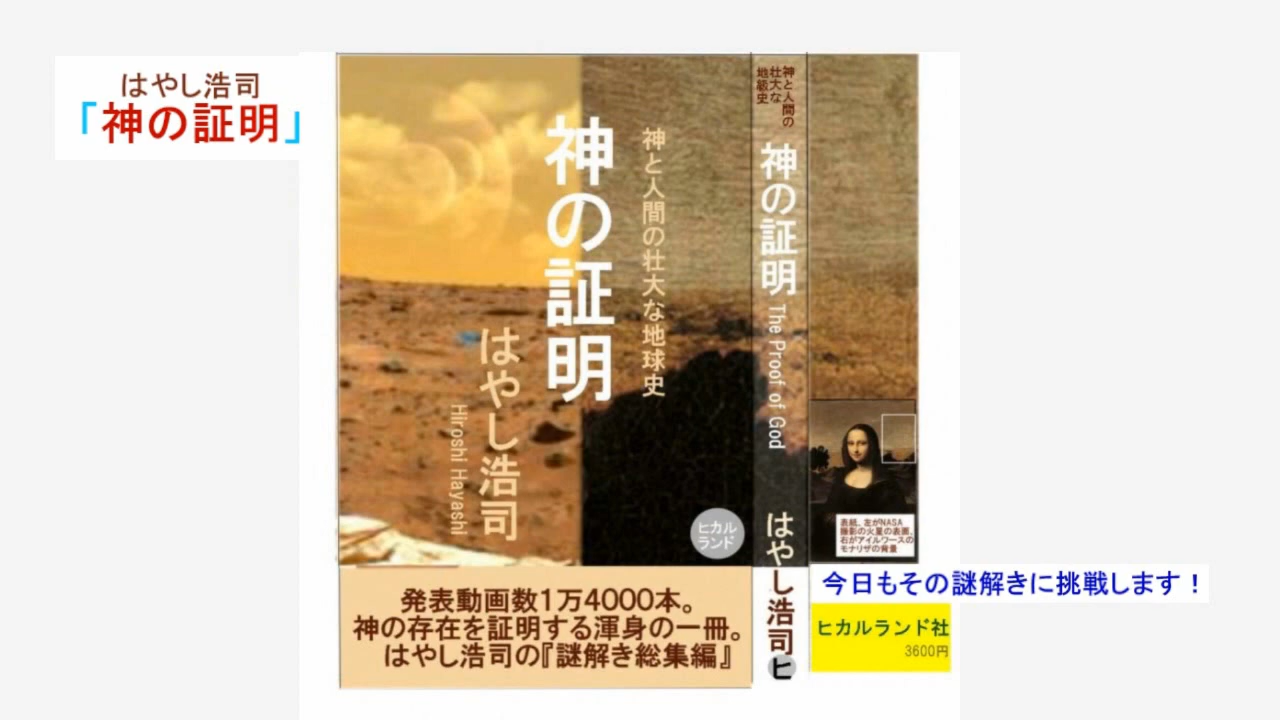 はやし浩司
「神の証明」
神と人間の壮大な地球史
神の証明
はやし浩司
Hiroshi Hayashi
ヒカル
ランド
発表動画数1万4000本。
神の存在を証明する渾身の一冊。
はやし浩司の『謎解き総集編』
神と人間の
壮大な
地級史
神の証明
The Proof of God
はやし浩司
ヒ
表紙、左がNASA
撮影の火星の表面、
右がアイルワースの
モナリザの背景
今日もその謎解きに挑戦します！
ヒカルランド社
3600円